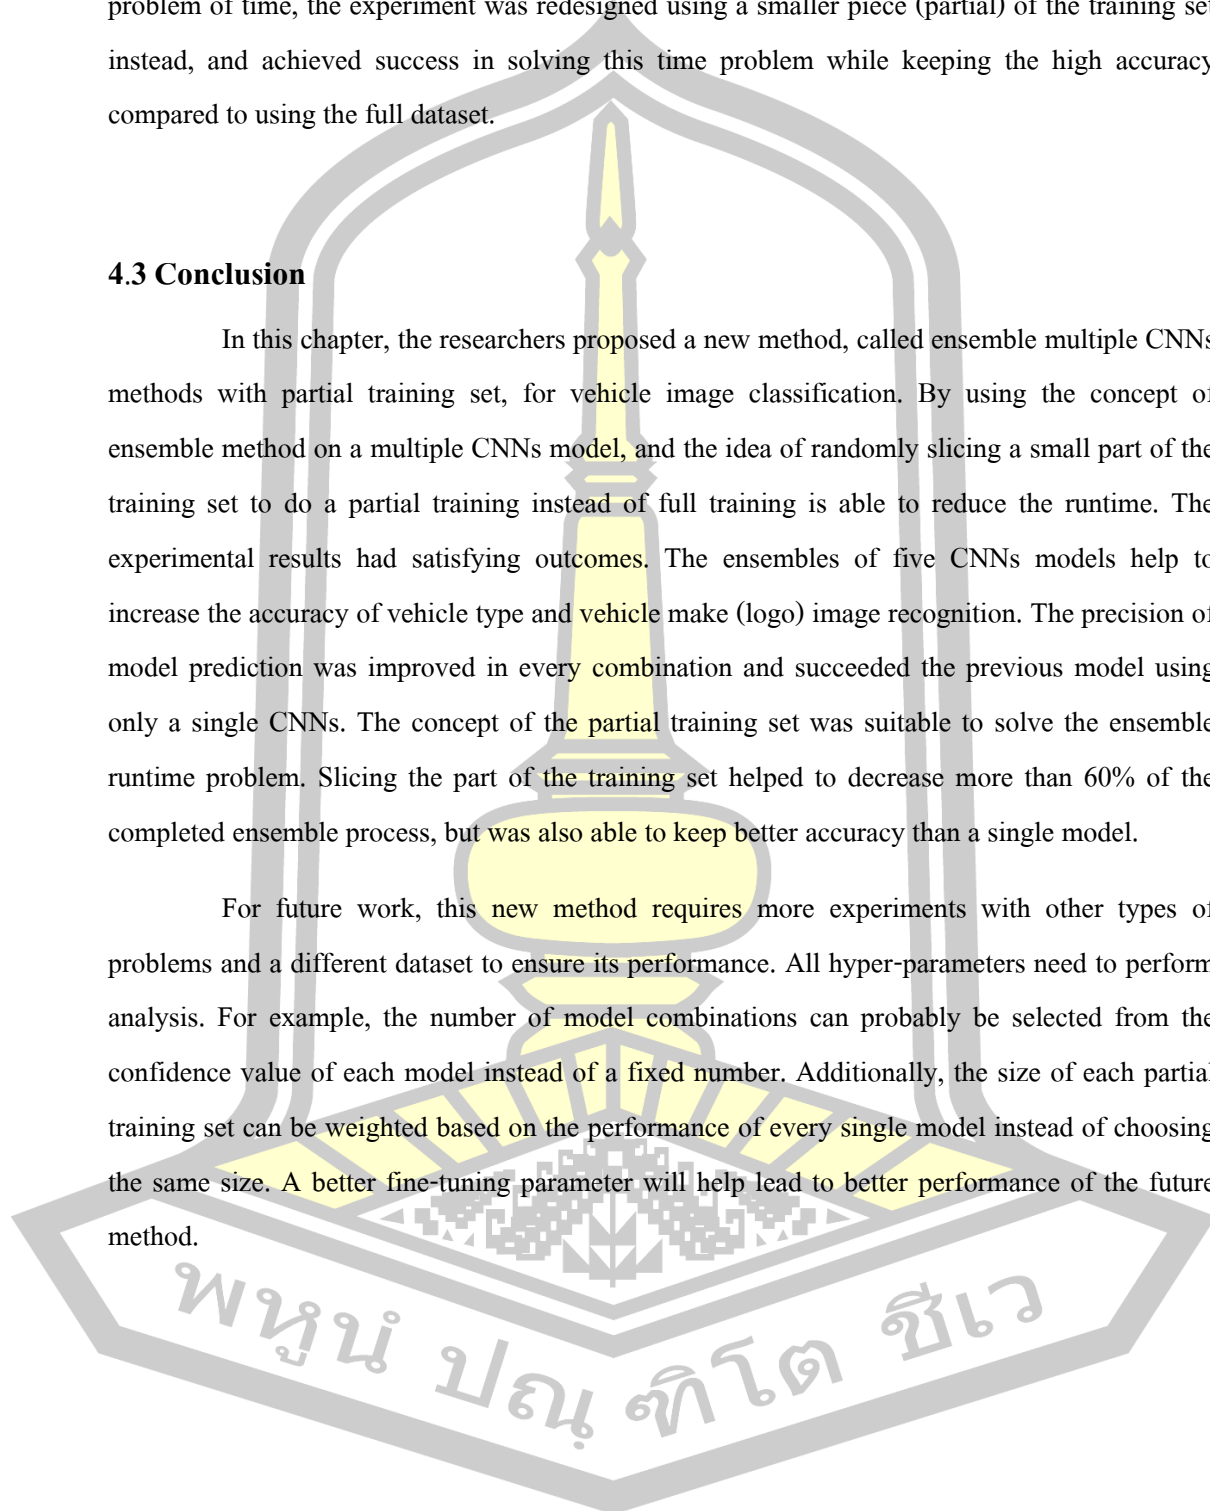 problem of time, the experiment was redesigned using a smaller piece (partial) of the training set
instead, and achieved success in solving this time problem while keeping the high accuracy
compared to using the full dataset.
4.3 Conclusion
In this chapter, the researchers proposed a new method, called ensemble multiple CNNs
methods with partial training set, for vehicle image classification. By using the concept of
ensemble method on a multiple CNNs model, and the idea of randomly slicing a small part of the
training set to do a partial training instead of full training is able to reduce the runtime. The
experimental results had satisfying outcomes. The ensembles of five CNNs models help to
increase the accuracy of vehicle type and vehicle make (logo) image recognition. The precision of
model prediction was improved in every combination and succeeded the previous model using
only a single CNNs. The concept of the partial training set was suitable to solve the ensemble
runtime problem. Slicing the part of the training set helped to decrease more than 60% of the
completed ensemble process, but was also able to keep better accuracy than a single model.
For future work, this new method requires more experiments with other types of
problems and a different dataset to ensure its performance. All hyper-parameters need to perform
analysis. For example, the number of model combinations can probably be selected from the
confidence value of each model instead of a fixed number. Additionally, the size of each partial
training set can be weighted based on the performance of every single model instead of choosing
the same size. A better fine-tuning parameter will help lead to better performance of the future
method.
พหูนํ ปณฺ ฑิโต ชีเว